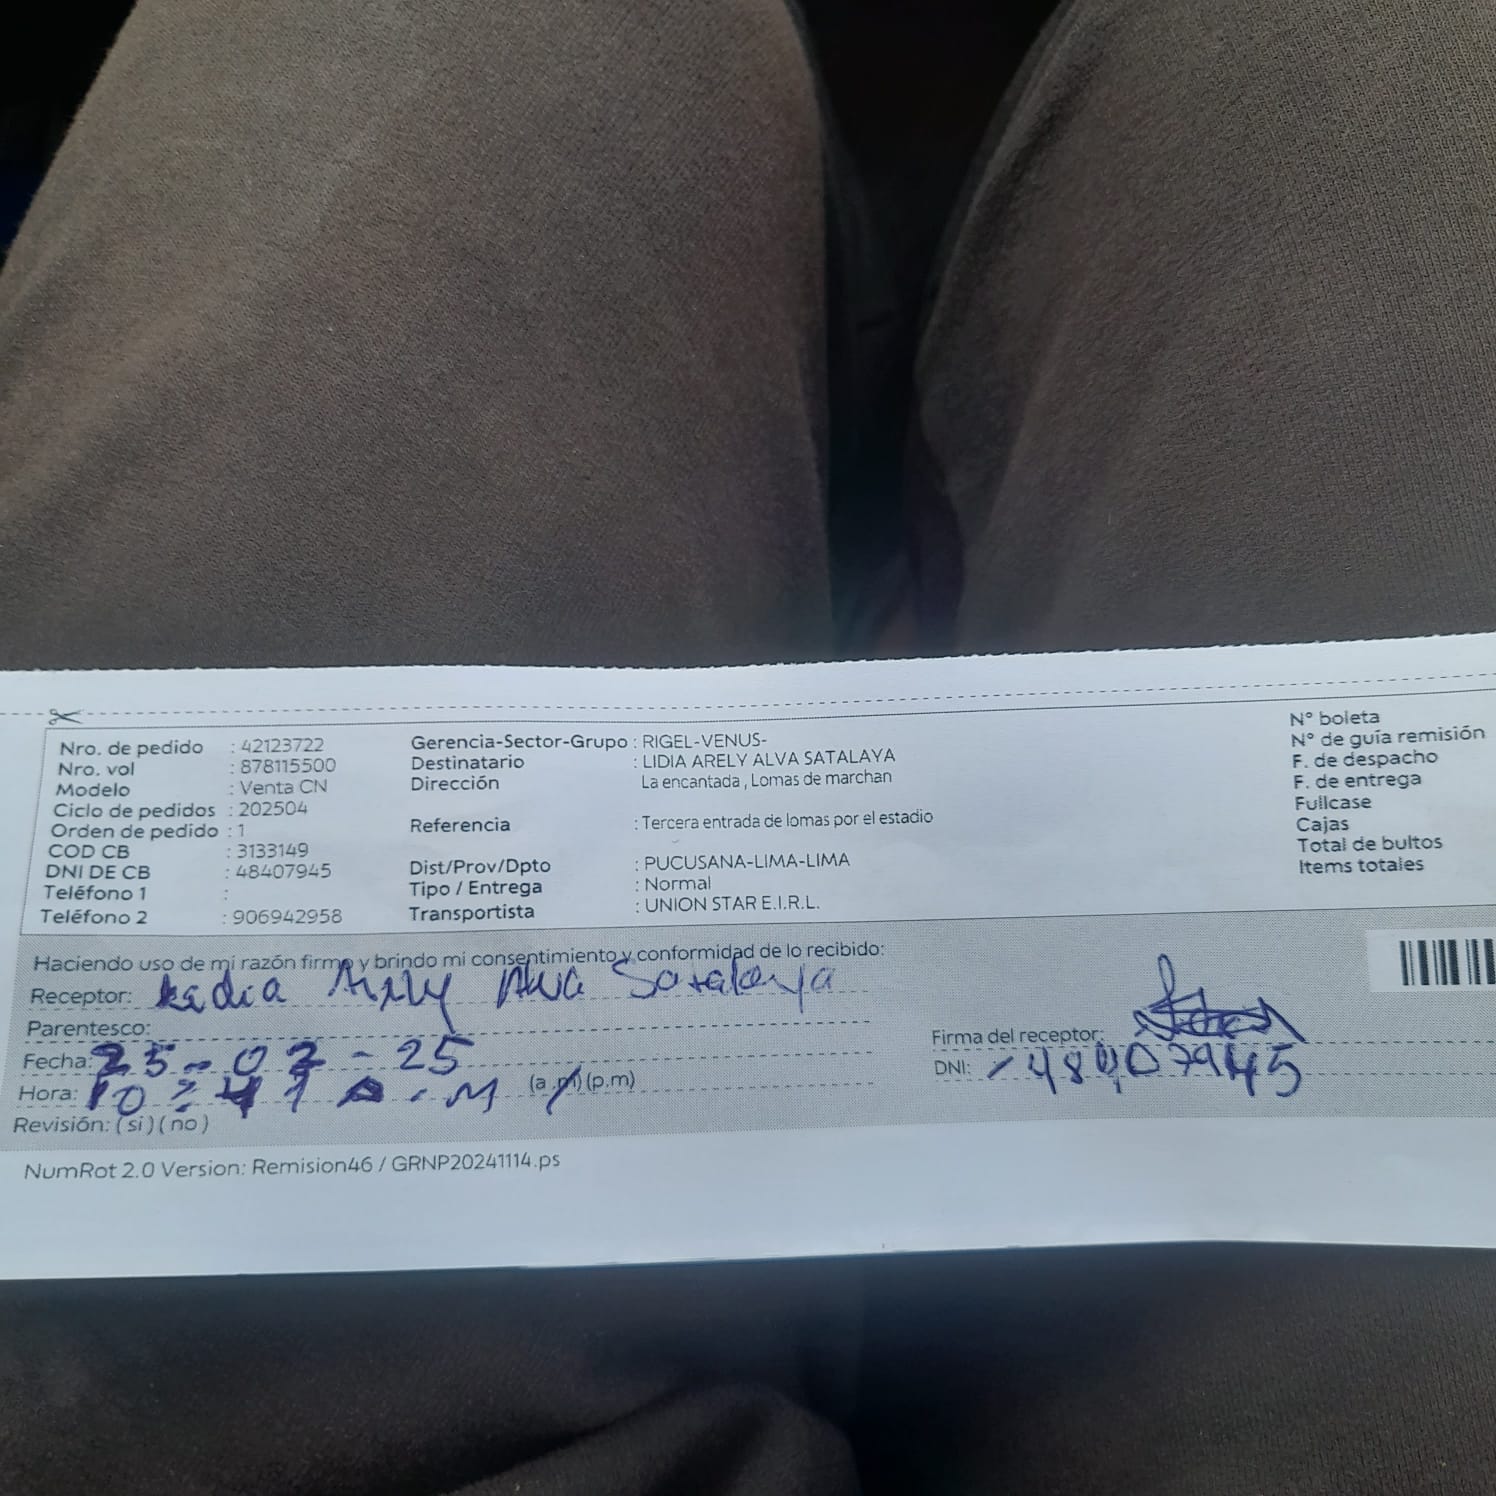 Nro. de pedido : 42123722
Nro. vol : 878115500
Modelo : Venta CN
Ciclo de pedidos : 202504
Orden de pedido : 1
COD CB : 3133149
DNI DE CB : 48407945
Teléfono 1 :
Teléfono 2 : 906942958
Gerencia-Sector-Grupo : RIGEL-VENUS-
Destinatario : LIDIA ARELY ALVA SATALAYA
Dirección La encantada , Lomas de marchan
Referencia : Tercera entrada de lomas por el estadio
Dist/Prov/Dpto : PUCUSANA-LIMA-LIMA
Tipo / Entrega : Normal
Transportista : UNION STAR E.I.R.L.
N° boleta
N° de guía remisión
F. de despacho
F. de entrega
Fullcase
Cajas
Total de bultos
Items totales
Haciendo uso de mi razón firmo y brindo mi consentimiento y conformidad de lo recibido:
Receptor: Alva Satalaya
Parentesco:
Fecha: 25-02-25
Hora: 10:41 A.M (a.m)(p.m)
Revisión: (si)(no)
Firma del receptor:
DNI: 48407945
NumRot 2.0 Version: Remision46 / GRNP20241114.ps